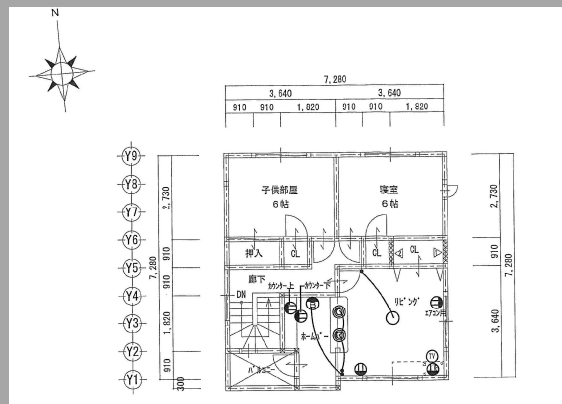 N
7,280
3,640
3,640
910
910
1,820
910
910
1,820
Y9
Y8
Y7
Y6
Y5
Y4
Y3
Y2
Y1
2,730
910
910
1,820
910
300
7,280
子供部屋
6帖
寝室
6帖
押入
CL
CL
CL
廊下
カウンター上
カウンター下
DN
ホームバー
リビング
エアコン用
バルコニー
TV
2,730
910
3,640
7,280